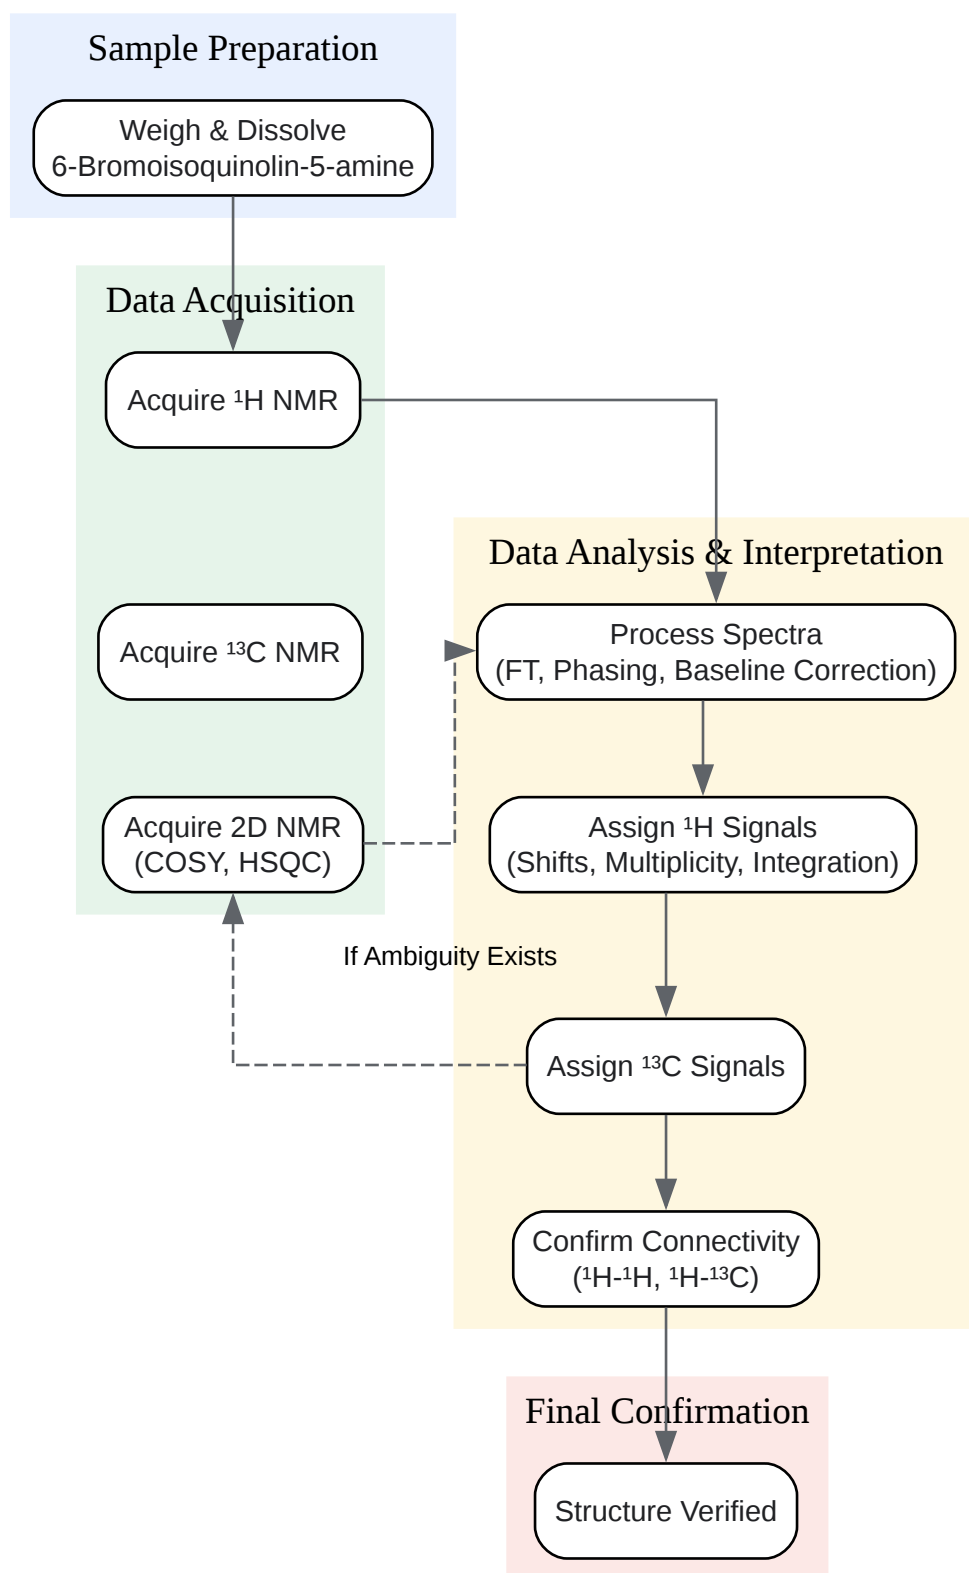 Sample Preparation
Weigh & Dissolve
6-Bromoisoquinolin-5-amine
Data Acquisition
Acquire ¹H NMR
Data Analysis & Interpretation
Acquire ¹³C NMR
Process Spectra
(FT, Phasing, Baseline Correction)
Acquire 2D NMR
(COSY, HSQC)
Assign ¹H Signals
(Shifts, Multiplicity, Integration)
If Ambiguity Exists
Assign ¹³C Signals
Confirm Connectivity
(¹H-¹H, ¹H-¹³C)
Final Confirmation
Structure Verified